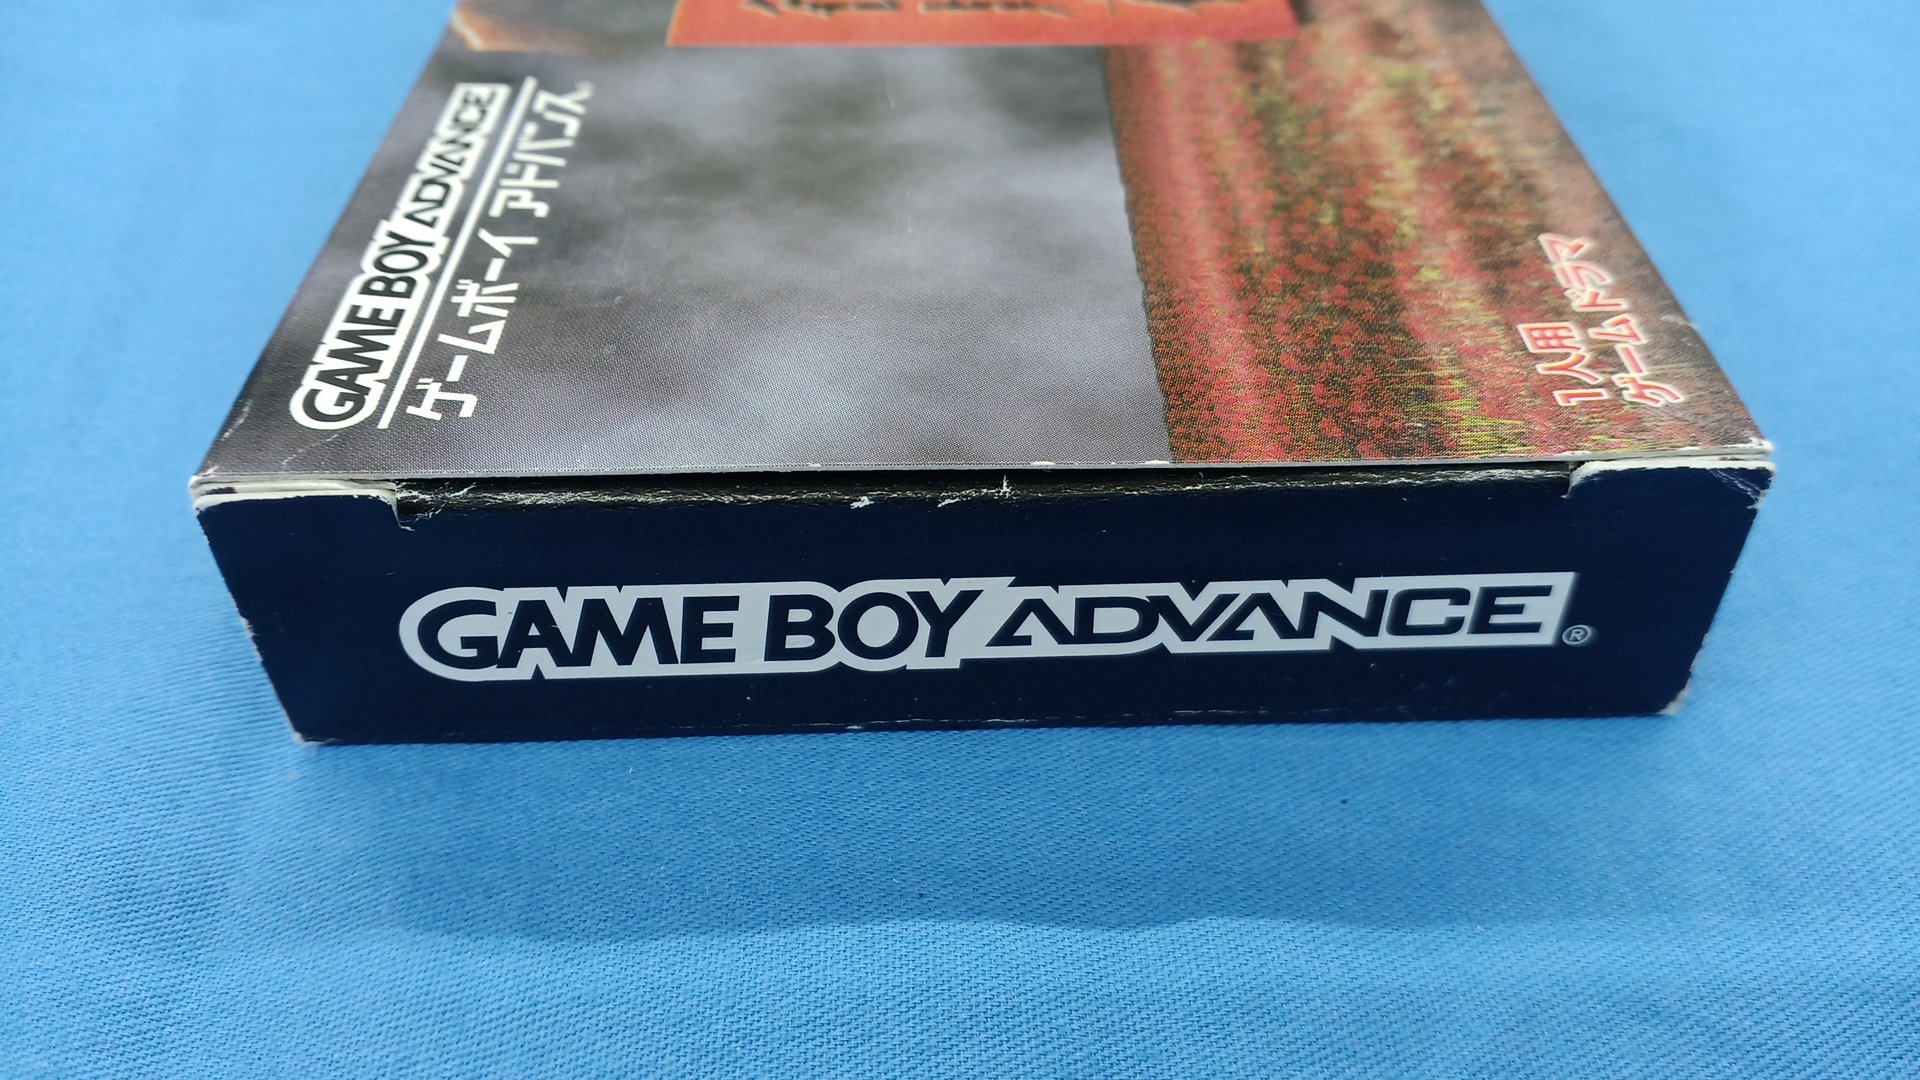 GAME BOY ADVANCE
ゲームボーイ アドバンス
1人用
ゲームドラマ
GAME BOY ADVANCE®